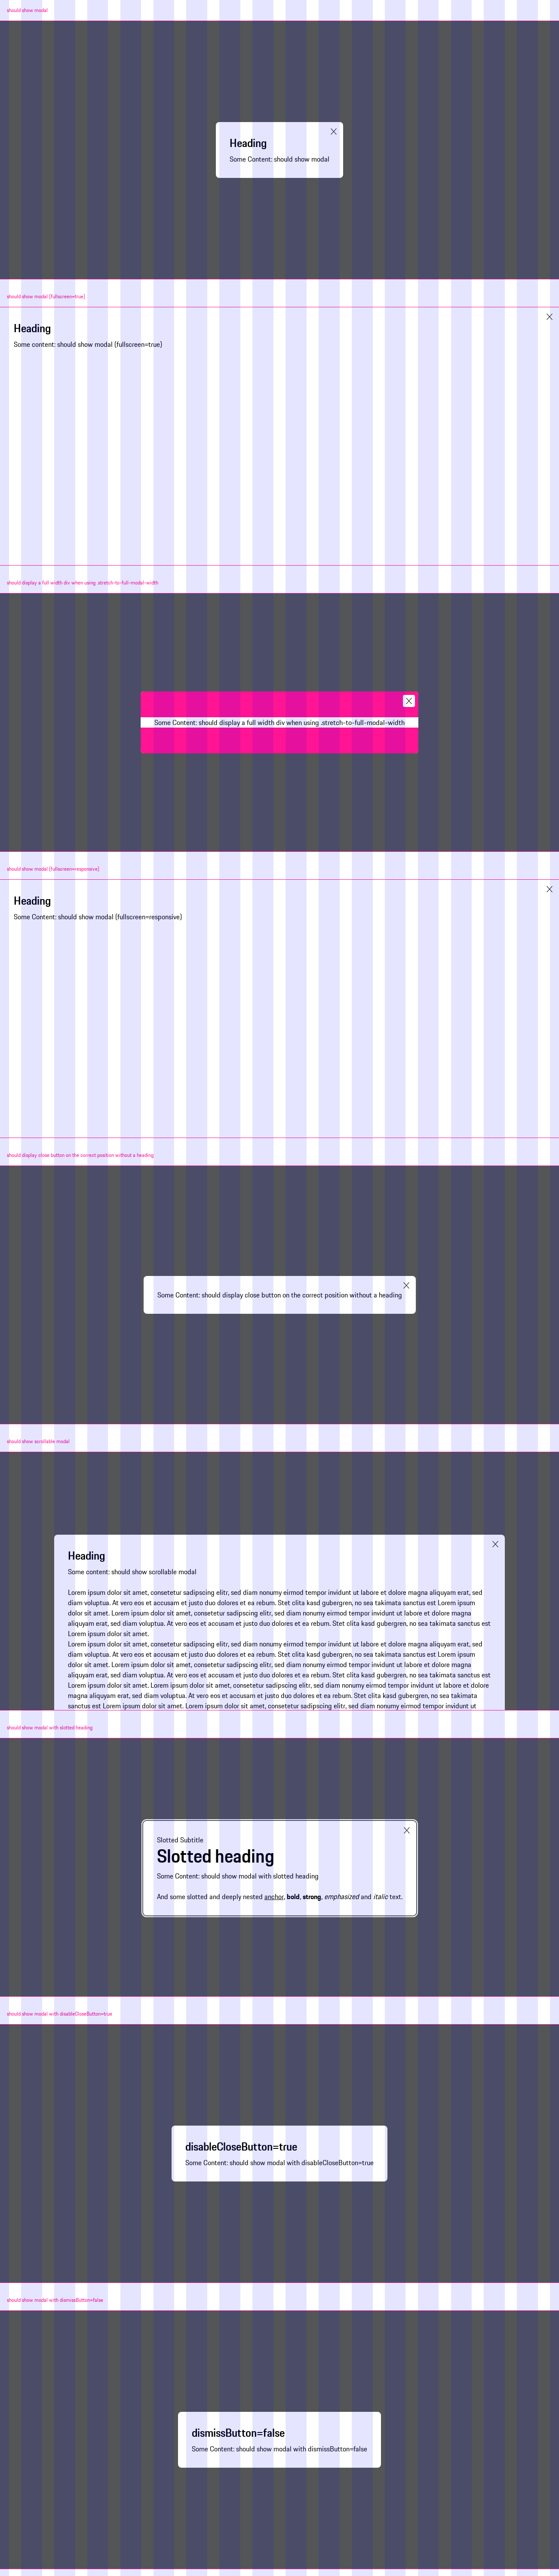 should show modal
Heading
Some Content: should show modal
should show modal (fullscreen=true)
Heading
Some content: should show modal (fullscreen=true)
should display a full width div when using .stretch-to-full-modal-width
Some Content: should display a full width div when using .stretch-to-full-modal-width
should show modal (fullscreen=responsive)
Heading
Some Content: should show modal (fullscreen=responsive)
should display close button on the correct position without a heading
Some Content: should display close button on the correct position without a heading
should show scrollable modal
Heading
Some content: should show scrollable modal
Lorem ipsum dolor sit amet, consetetur sadipscing elitr, sed diam nonumy eirmod tempor invidunt ut labore et dolore magna aliquyam erat, sed
diam voluptua. At vero eos et accusam et justo duo dolores et ea rebum. Stet clita kasd gubergren, no sea takimata sanctus est Lorem ipsum
dolor sit amet. Lorem ipsum dolor sit amet, consetetur sadipscing elitr, sed diam nonumy eirmod tempor invidunt ut labore et dolore magna
aliquyam erat, sed diam voluptua. At vero eos et accusam et justo duo dolores et ea rebum. Stet clita kasd gubergren, no sea takimata sanctus est
Lorem ipsum dolor sit amet.
Lorem ipsum dolor sit amet, consetetur sadipscing elitr, sed diam nonumy eirmod tempor invidunt ut labore et dolore magna aliquyam erat, sed
diam voluptua. At vero eos et accusam et justo duo dolores et ea rebum. Stet clita kasd gubergren, no sea takimata sanctus est Lorem ipsum
dolor sit amet. Lorem ipsum dolor sit amet, consetetur sadipscing elitr, sed diam nonumy eirmod tempor invidunt ut labore et dolore magna
aliquyam erat, sed diam voluptua. At vero eos et accusam et justo duo dolores et ea rebum. Stet clita kasd gubergren, no sea takimata sanctus est
Lorem ipsum dolor sit amet. Lorem ipsum dolor sit amet, consetetur sadipscing elitr, sed diam nonumy eirmod tempor invidunt ut labore et dolore
magna aliquyam erat, sed diam voluptua. At vero eos et accusam et justo duo dolores et ea rebum. Stet clita kasd gubergren, no sea takimata
sanctus est Lorem ipsum dolor sit amet. Lorem ipsum dolor sit amet, consetetur sadipscing elitr, sed diam nonumy eirmod tempor invidunt ut
should show modal with slotted heading
Slotted Subtitle
Slotted heading
Some Content: should show modal with slotted heading
And some slotted and deeply nested anchor, bold, strong, emphasized and italic text.
should show modal with disableCloseButton=true
disableCloseButton=true
Some Content: should show modal with disableCloseButton=true
should show modal with dismissButton=false
dismissButton=false
Some Content: should show modal with dismissButton=false